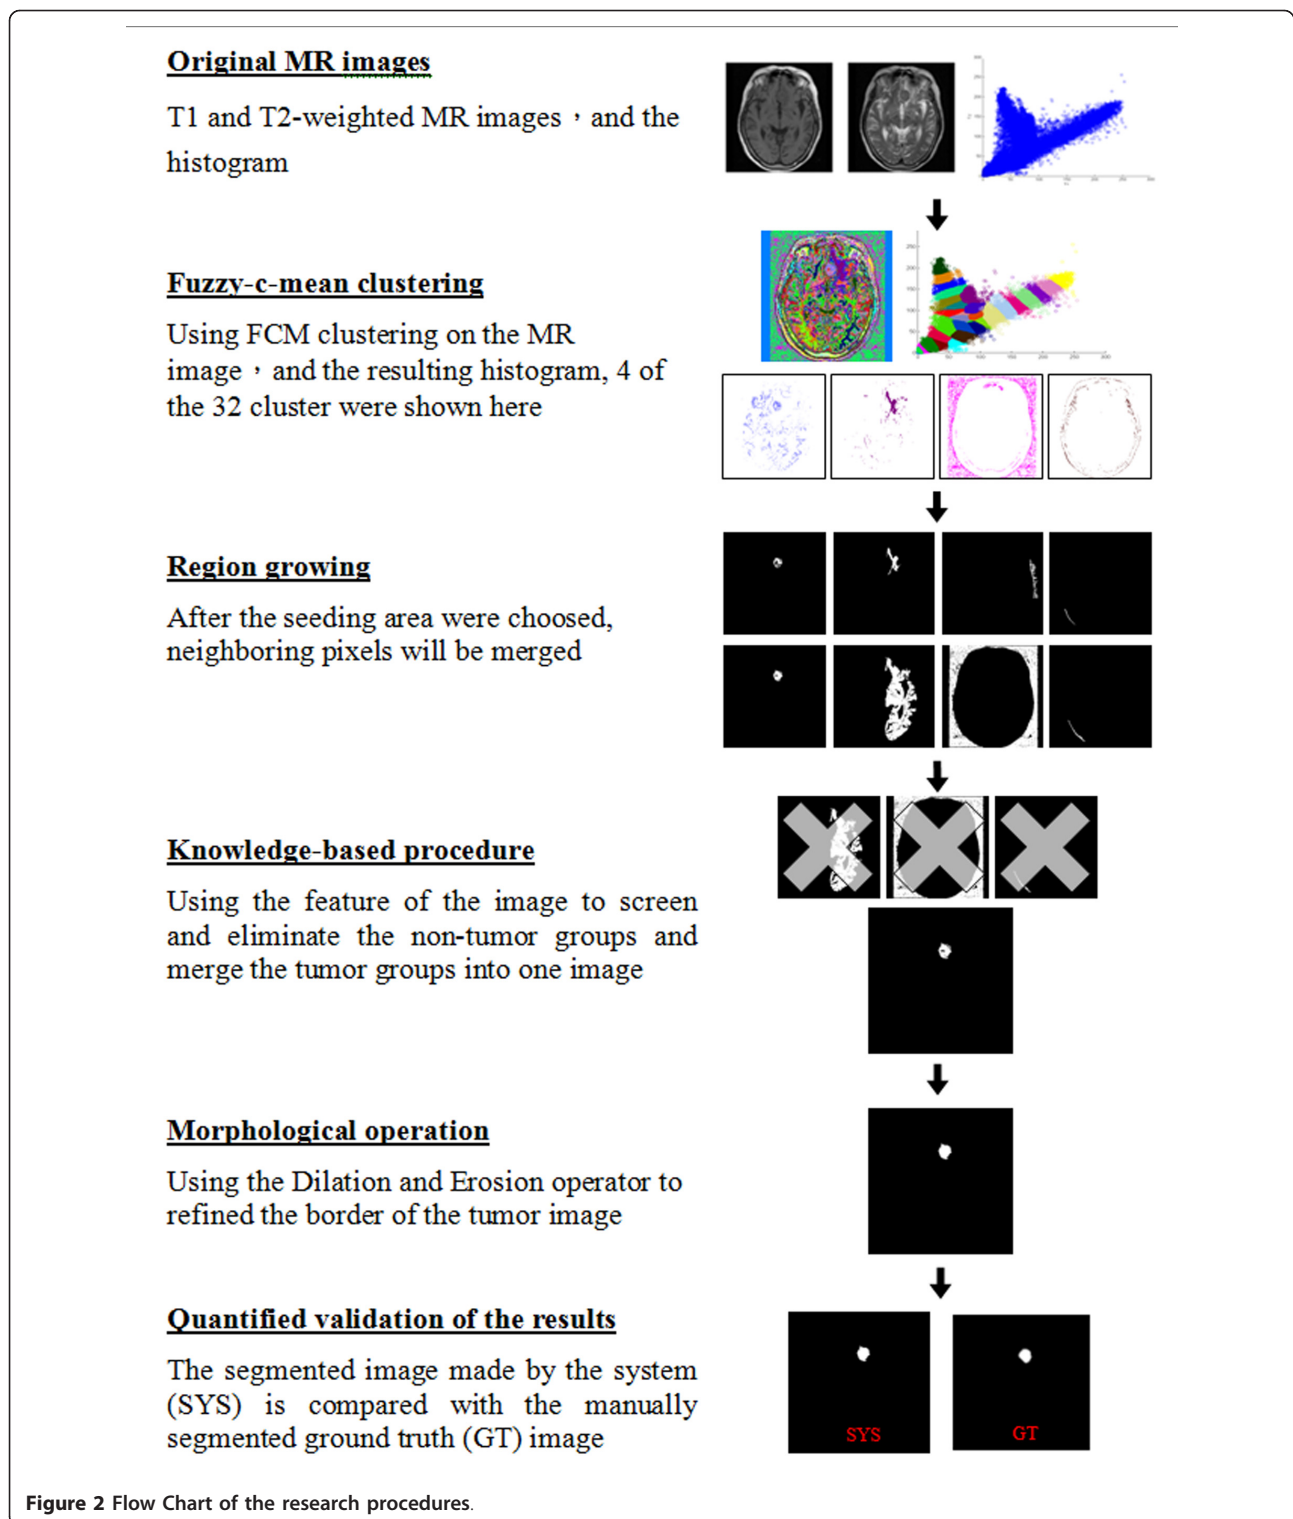 Original MR images
T1 and T2-weighted MR images，and the
histogram
Fuzzy-c-mean clustering
Using FCM clustering on the MR
image，and the resulting histogram, 4 of
the 32 cluster were shown here
Region growing
After the seeding area were choosed,
neighboring pixels will be merged
Knowledge-based procedure
Using the feature of the image to screen
and eliminate the non-tumor groups and
merge the tumor groups into one image
Morphological operation
Using the Dilation and Erosion operator to
refined the border of the tumor image
Quantified validation of the results
The segmented image made by the system
(SYS) is compared with the manually
segmented ground truth (GT) image
SYS
GT
Figure 2 Flow Chart of the research procedures.